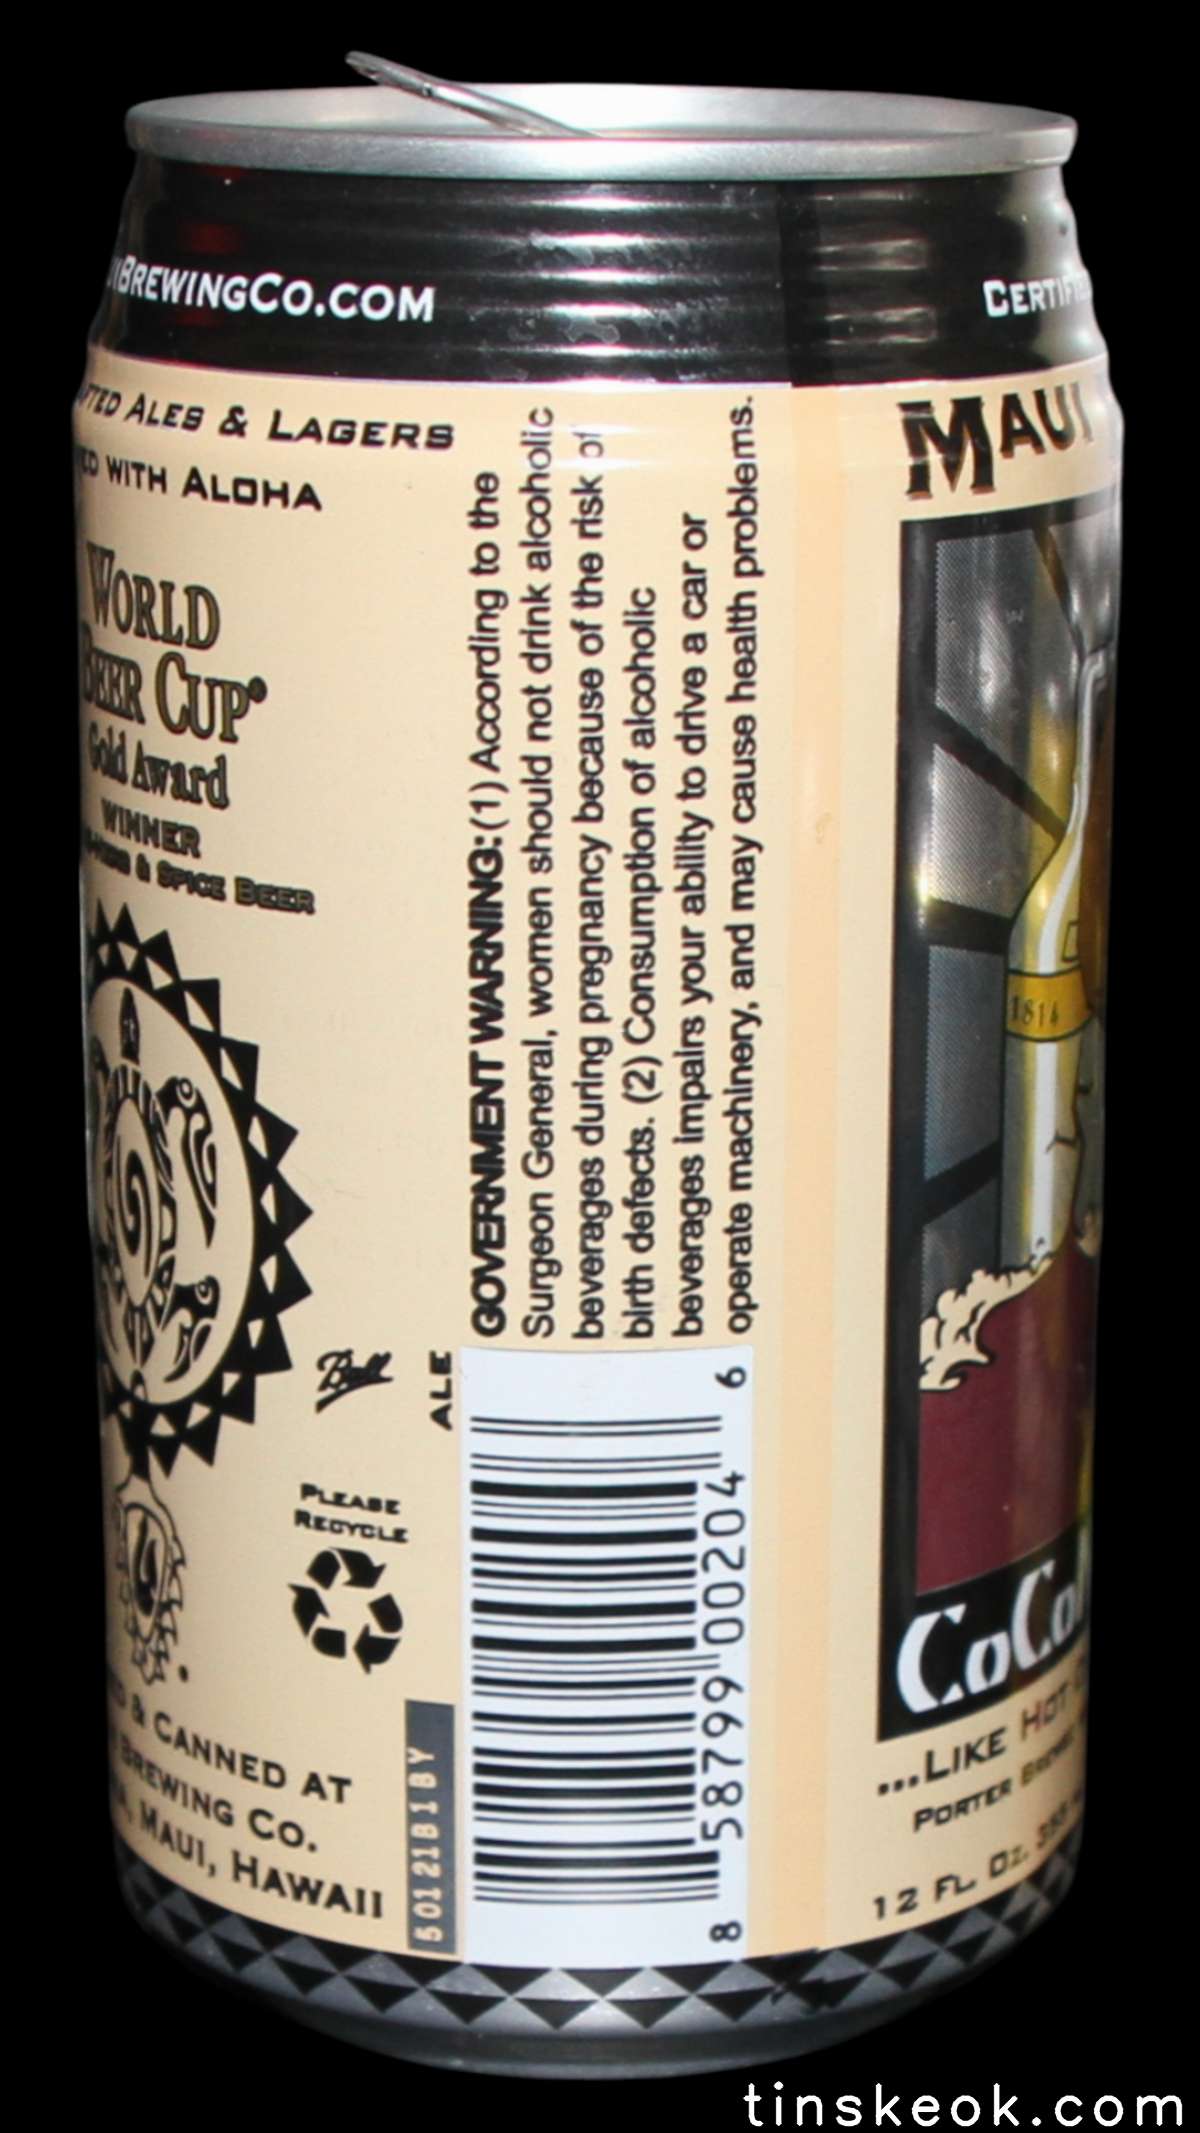 BREWINGCO.COM
ALES & LAGERS
WITH ALOHA
WORLD
BEER CUP®
Gold Award
WINNER
& SPICE BEER
Ball
ALE
PLEASE
RECYCLE
& CANNED AT
BREWING CO.
MAUI, HAWAII
501 21B1BY
GOVERNMENT WARNING: (1) According to the
Surgeon General, women should not drink alcoholic
beverages during pregnancy because of the risk of
birth defects. (2) Consumption of alcoholic
beverages impairs your ability to drive a car or
operate machinery, and may cause health problems.
8 58799 00204 6
MAUI
1814
...LIKE HOT
PORTER
12 FL. OZ.
tinskeok.com